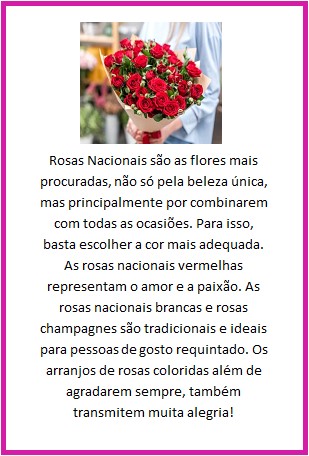 Rosas Nacionais são as flores mais
procuradas, não só pela beleza única,
mas principalmente por combinarem
com todas as ocasiões. Para isso,
basta escolher a cor mais adequada.
As rosas nacionais vermelhas
representam o amor e a paixão. As
rosas nacionais brancas e rosas
champagnes são tradicionais e ideais
para pessoas de gosto requintado. Os
arranjos de rosas coloridas além de
agradarem sempre, também
transmitem muita alegria!